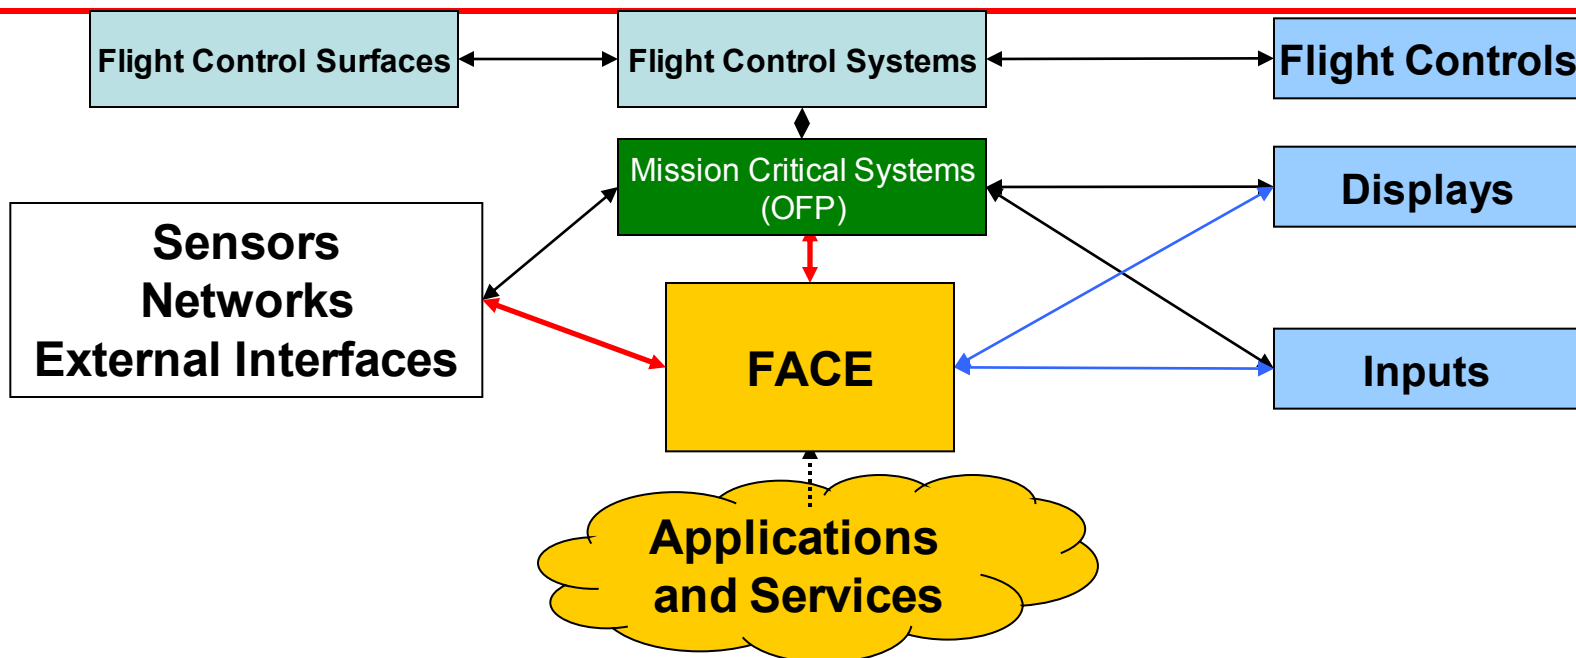 Flight Control Surfaces
Flight Control Systems
Flight Controls
Mission Critical Systems
(OFP)
Displays
Sensors
Networks
External Interfaces
FACE
Inputs
Applications
and Services